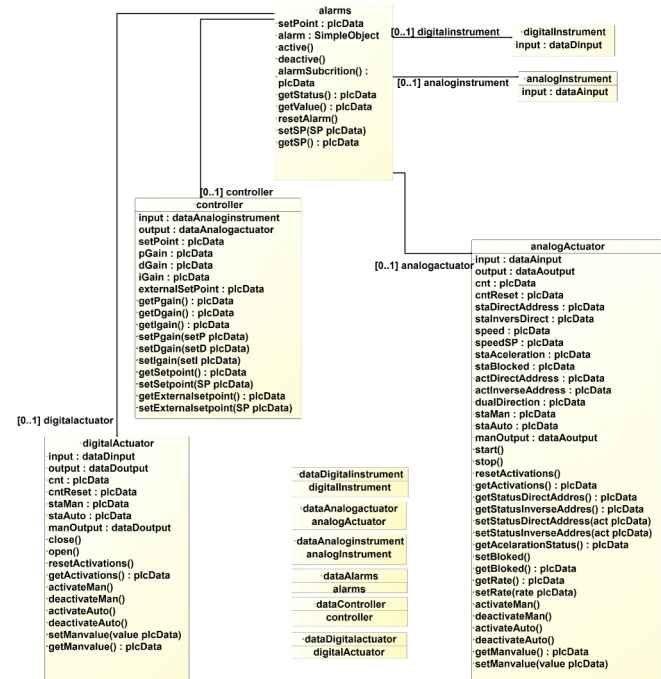 alarms
setPoint : plcData
alarm : SimpleObject
active()
deactive()
alarmSubcrition() :
plcData
getStatus() : plcData
getValue() : plcData
resetAlarm()
setSP(SP plcData)
getSP() : plcData
[0..1] digitalinstrument
digitalInstrument
input : dataDinput
[0..1] analoginstrument
analogInstrument
input : dataAinput
[0..1] controller
controller
input : dataAnaloginstrument
output : dataAnalogactuator
setPoint : plcData
pGain : plcData
dGain : plcData
iGain : plcData
externalSetPoint : plcData
getPgain() : plcData
getDgain() : plcData
getIgain() : plcData
setPgain(setP plcData)
setDgain(setD plcData)
setIgain(setI plcData)
getSetpoint() : plcData
setSetpoint(SP plcData)
getExternalsetpoint() : plcData
setExternalsetpoint(SP plcData)
[0..1] analogactuator
analogActuator
input : dataAinput
output : dataAoutput
cnt : plcData
cntReset : plcData
staDirectAddress : plcData
staInversDirect : plcData
speed : plcData
speedSP : plcData
staAceleration : plcData
staBlocked : plcData
actDirectAddress : plcData
actInverseAddress : plcData
dualDirection : plcData
staMan : plcData
staAuto : plcData
manOutput : dataAoutput
start()
stop()
resetActivations()
getActivations() : plcData
getStatusDirectAddres() : plcData
getStatusInverseAddres() : plcData
setStatusDirectAddress(act plcData)
setStatusInverseAddres(act plcData)
getAcelarationStatus() : plcData
setBloked()
getBloked() : plcData
getRate() : plcData
setRate(rate plcData)
activateMan()
deactivateMan()
activateAuto()
deactivateAuto()
getManvalue() : plcData
setManvalue(value plcData)
[0..1] digitalactuator
digitalActuator
input : dataDinput
output : dataDoutput
cnt : plcData
cntReset : plcData
staMan : plcData
staAuto : plcData
manOutput : dataDoutput
close()
open()
resetActivations()
getActivations() : plcData
activateMan()
deactivateMan()
activateAuto()
deactivateAuto()
setManvalue(value plcData)
getManvalue() : plcData
dataDigitalinstrument
digitalInstrument
dataAnalogactuator
analogActuator
dataAnaloginstrument
analogInstrument
dataAlarms
alarms
dataController
controller
dataDigitalactuator
digitalActuator